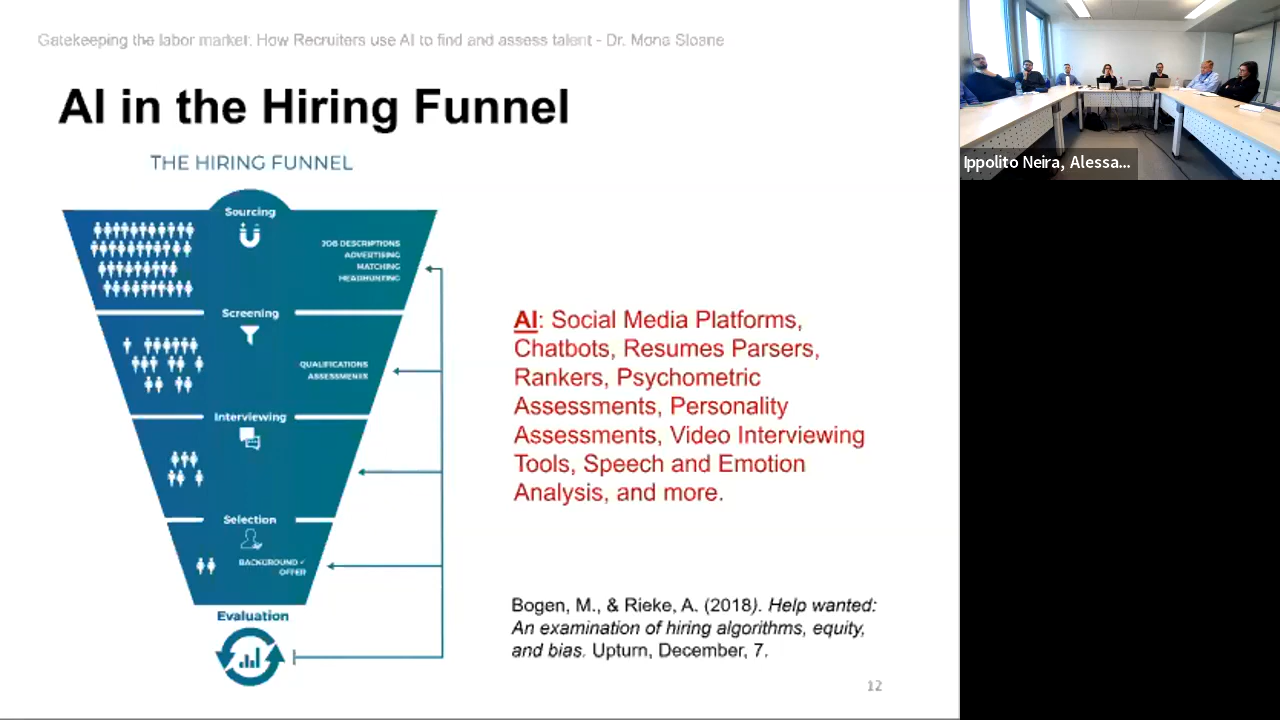 Gatekeeping the labor market: How Recruiters use AI to find and assess talent - Dr. Mona Sloane
AI in the Hiring Funnel
THE HIRING FUNNEL
Sourcing
JOB DESCRIPTIONS
ADVERTISING
MATCHING
HEADHUNTING
Screening
QUALIFICATIONS
ASSESSMENTS
Interviewing
Selection
BACKGROUND ✓
OFFER
Evaluation
AI: Social Media Platforms,
Chatbots, Resumes Parsers,
Rankers, Psychometric
Assessments, Personality
Assessments, Video Interviewing
Tools, Speech and Emotion
Analysis, and more.
Bogen, M., & Rieke, A. (2018). Help wanted:
An examination of hiring algorithms, equity,
and bias. Upturn, December, 7.
12
Ippolito Neira, Alessa...